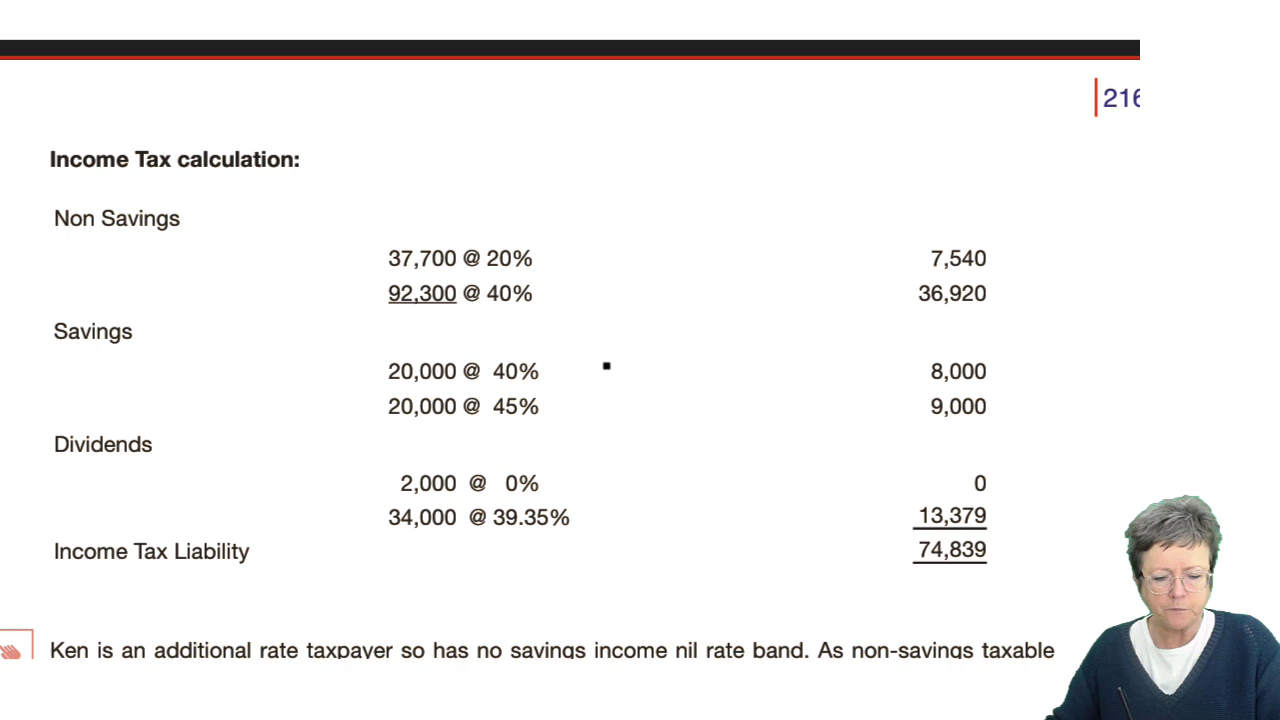 216
Income Tax calculation:
Non Savings
37,700 @ 20% 7,540
92,300 @ 40% 36,920
Savings
20,000 @ 40% 8,000
20,000 @ 45% 9,000
Dividends
2,000 @ 0% 0
34,000 @ 39.35% 13,379
Income Tax Liability 74,839
Ken is an additional rate taxpayer so has no savings income nil rate band. As non-savings taxable